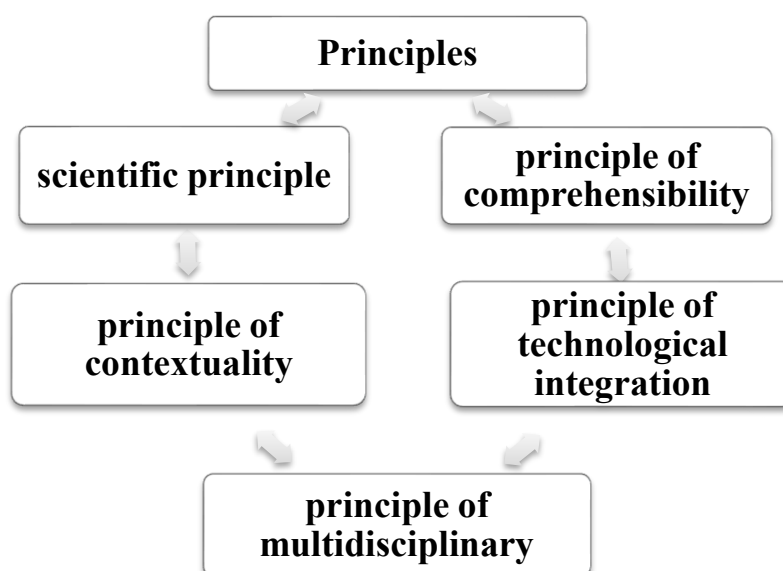 Principles
scientific principle
principle of
comprehensibility
principle of
contextuality
principle of
technological
integration
principle of
multidisciplinary